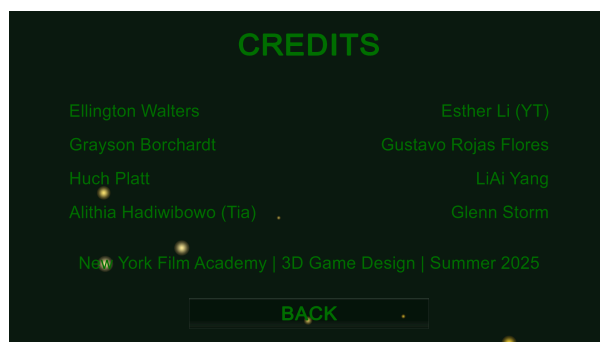 CREDITS
Ellington Walters Esther Li (YT)
Grayson Borchardt Gustavo Rojas Flores
Huch Platt LiAi Yang
Alithia Hadiwibowo (Tia) Glenn Storm
New York Film Academy | 3D Game Design | Summer 2025
BACK